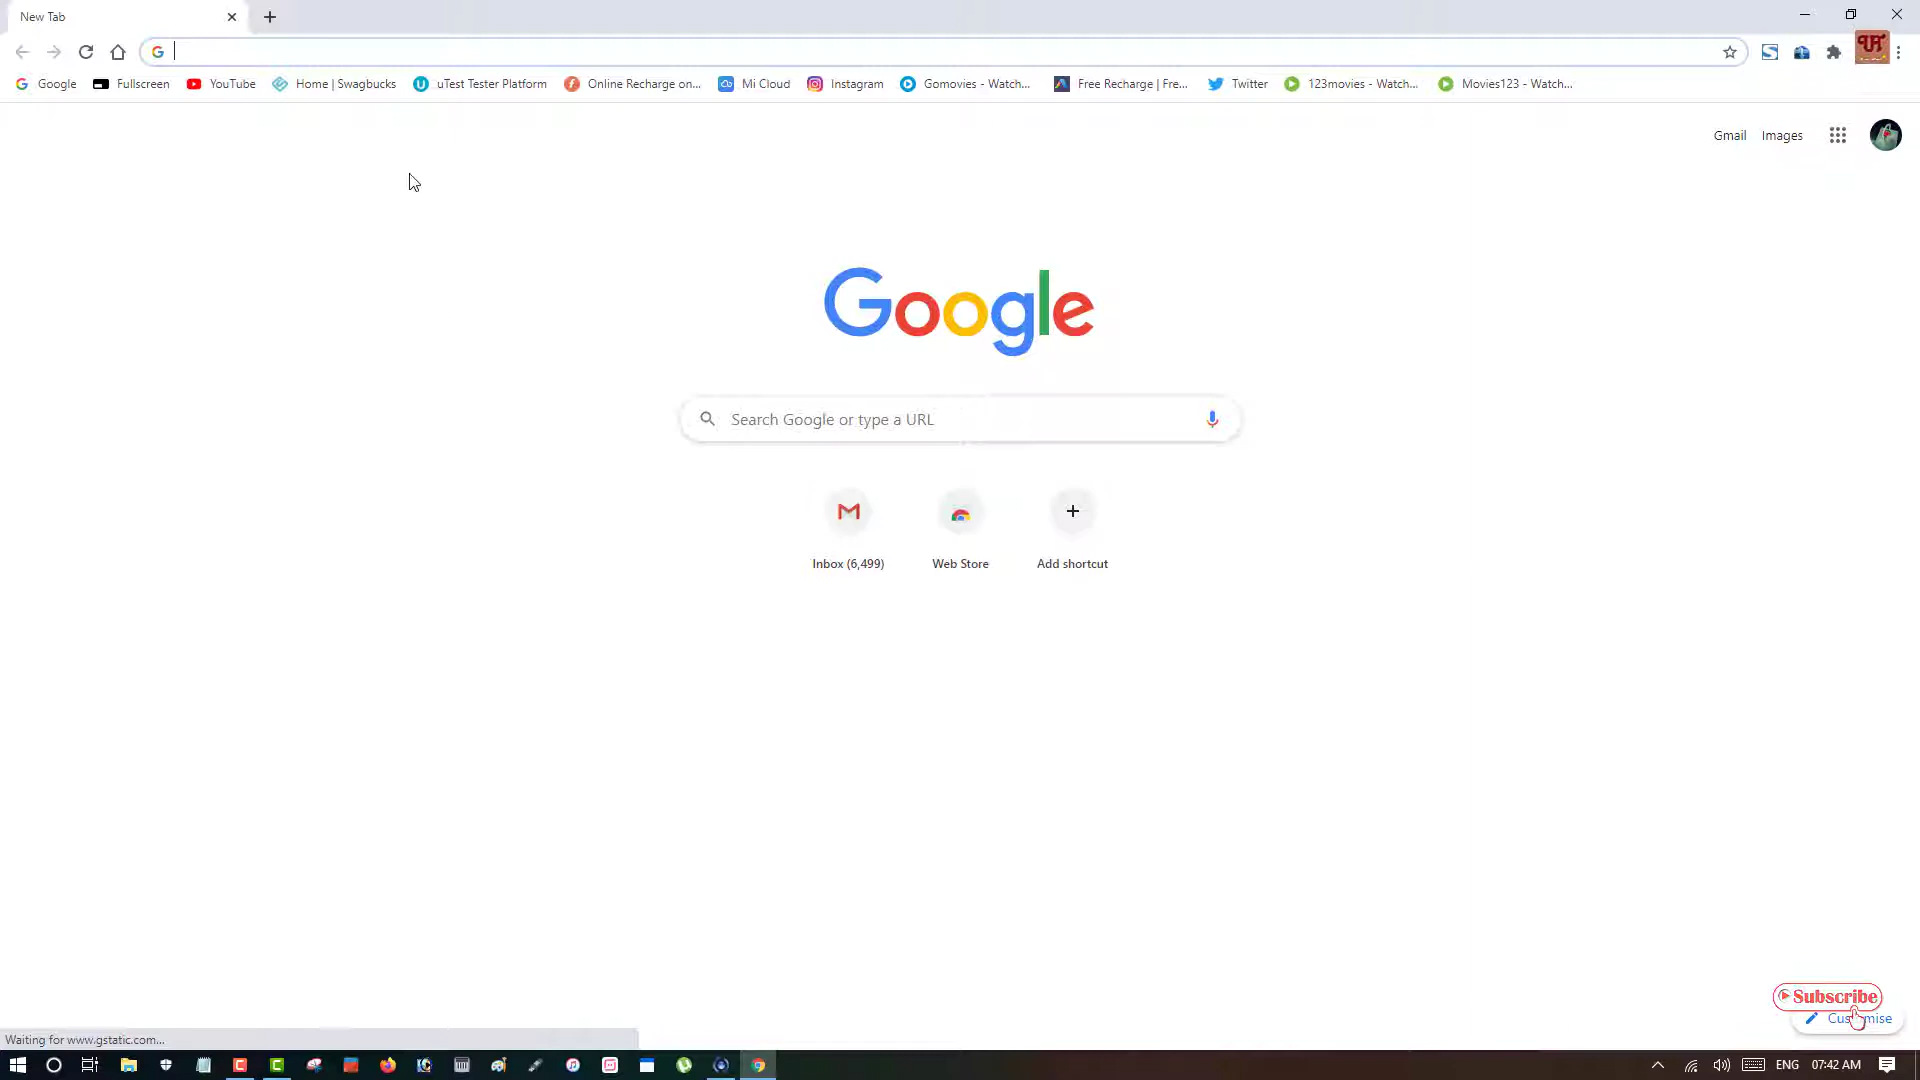 New Tab
Google
Fullscreen
YouTube
Home | Swagbucks
uTest Tester Platform
Online Recharge on...
Mi Cloud
Instagram
Gomovies - Watch...
Free Recharge | Fre...
Twitter
123movies - Watch...
Movies123 - Watch...
Gmail
Images
Google
Search Google or type a URL
Inbox (6,499)
Web Store
Add shortcut
Subscribe
Customise
Waiting for www.gstatic.com...
ENG
07:42 AM